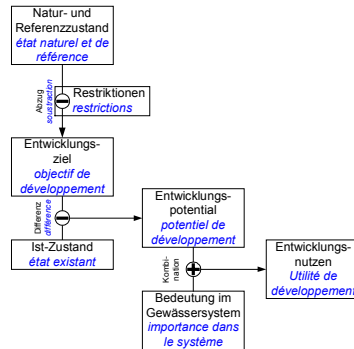 Natur- und
Referenzzustand
état naturel et de
référence
Abzug
soustraction
Restriktionen
restrictions
Entwicklungs-
ziel
objectif de
développement
Differenz
différence
Ist-Zustand
état existant
Entwicklungs-
potential
potentiel de
développement
Kombi-
nation
Bedeutung im
Gewässersystem
importance dans
le système
Entwicklungs-
nutzen
Utilité de
développement